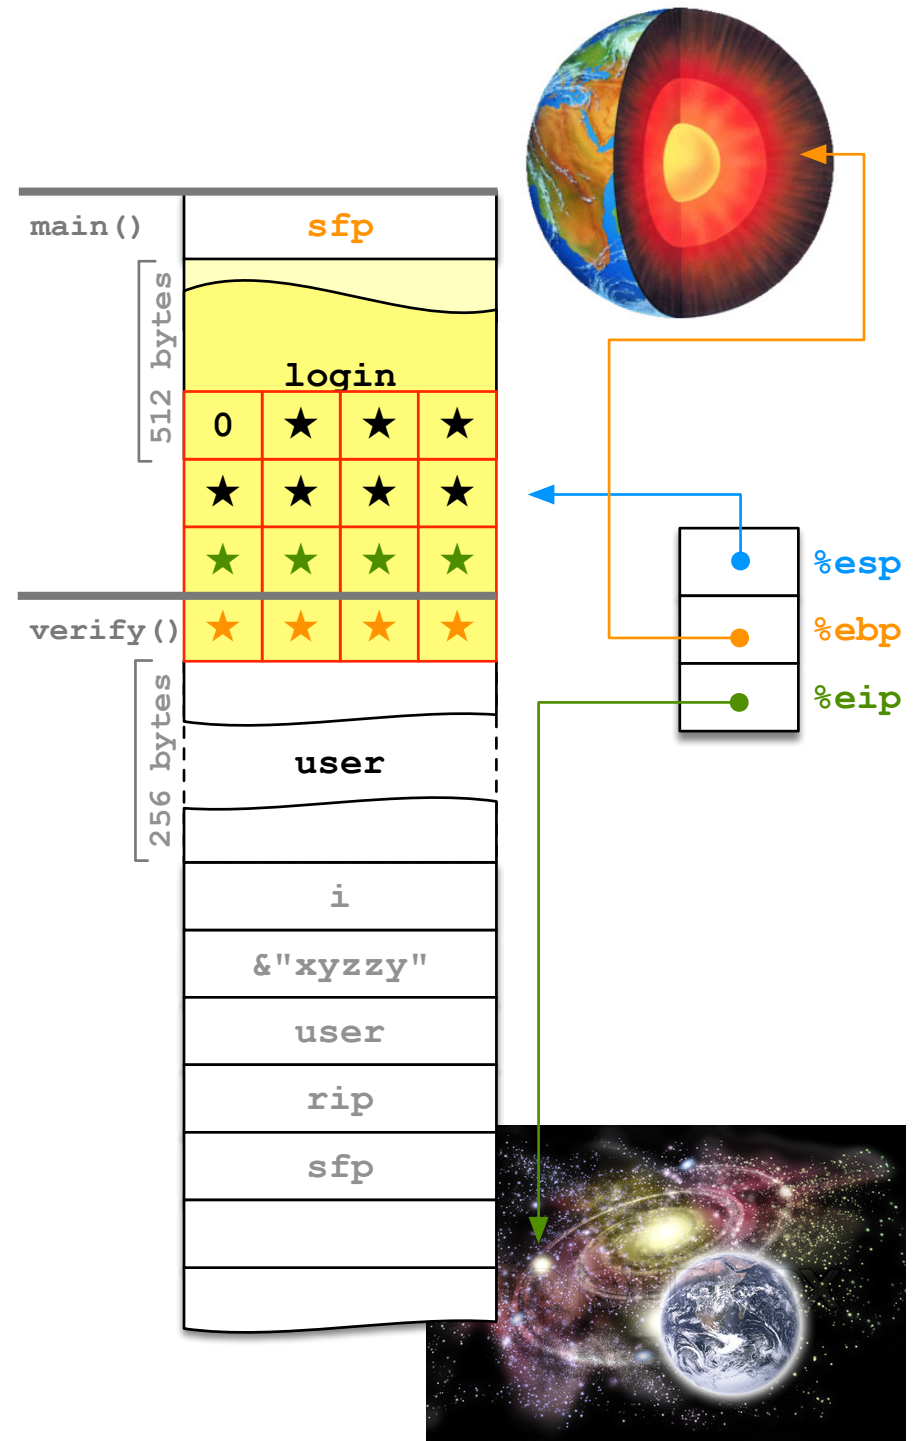 main()
sfp
512 bytes
login
0 ★ ★ ★
★ ★ ★ ★
★ ★ ★ ★
verify()
★ ★ ★ ★
256 bytes
user
i
&"xyzzy"
user
rip
sfp
%esp
%ebp
%eip